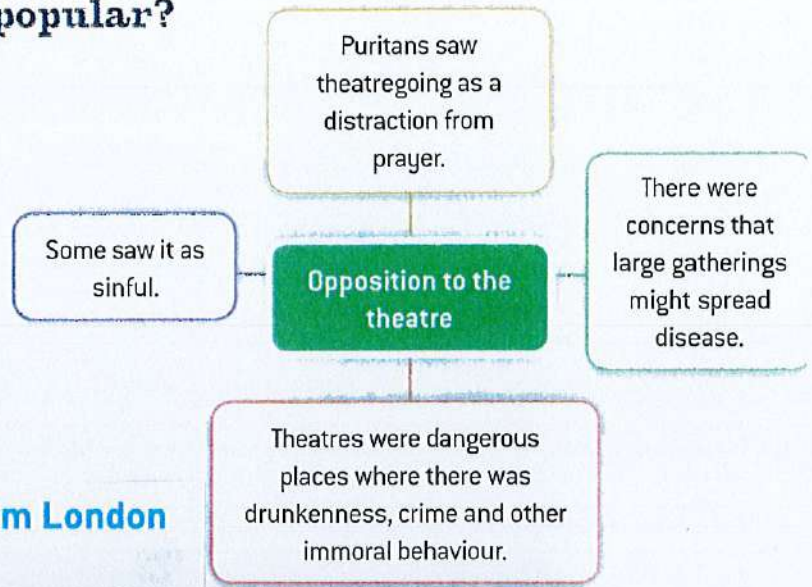 popular?
Puritans saw
theatregoing as a
distraction from
prayer.
Some saw it as
sinful.
Opposition to the
theatre
There were
concerns that
large gatherings
might spread
disease.
Theatres were dangerous
places where there was
drunkenness, crime and other
immoral behaviour.
m London